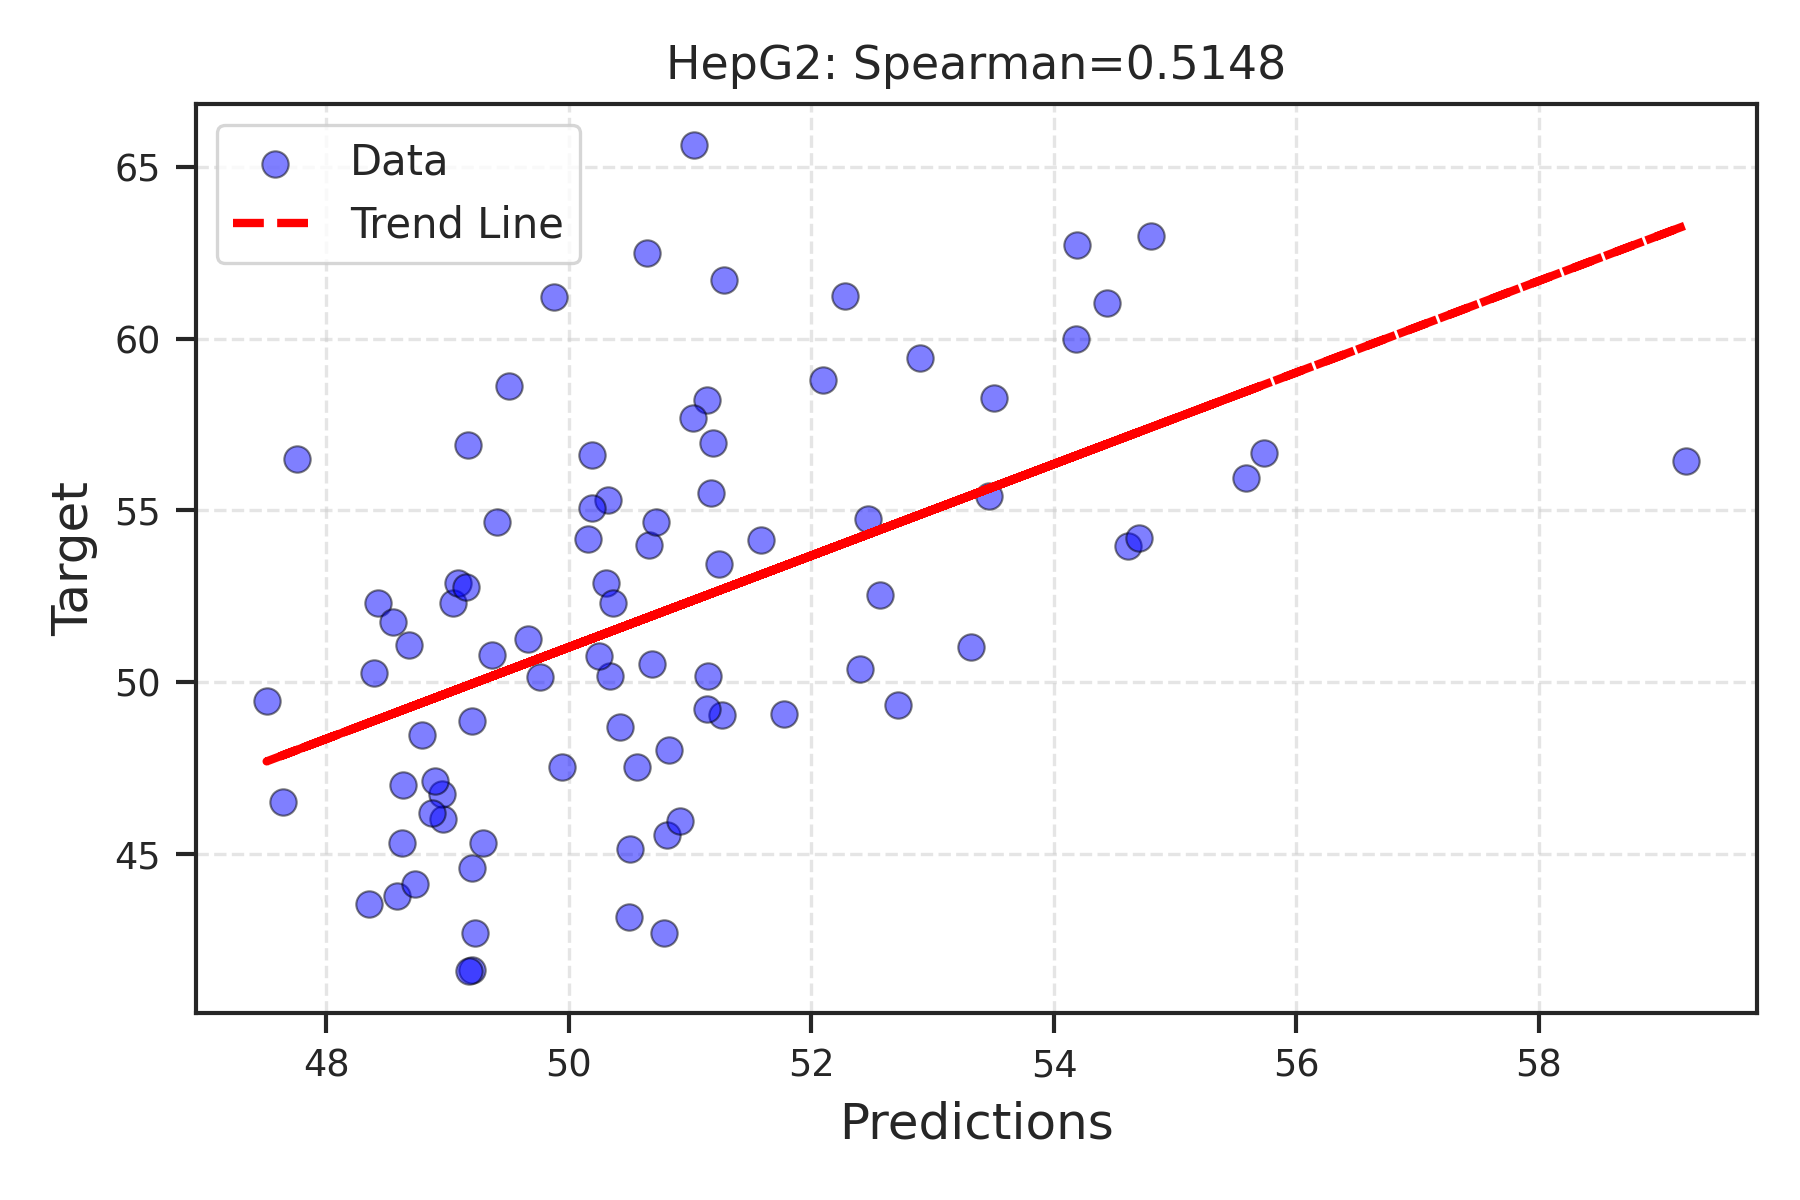 HepG2: Spearman=0.5148
Data
Trend Line
65
60
55
50
45
Target
48 50 52 54 56 58
Predictions